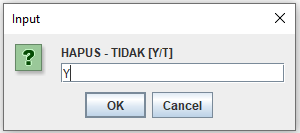 Input
HAPUS - TIDAK [Y/T]
Y
OK Cancel